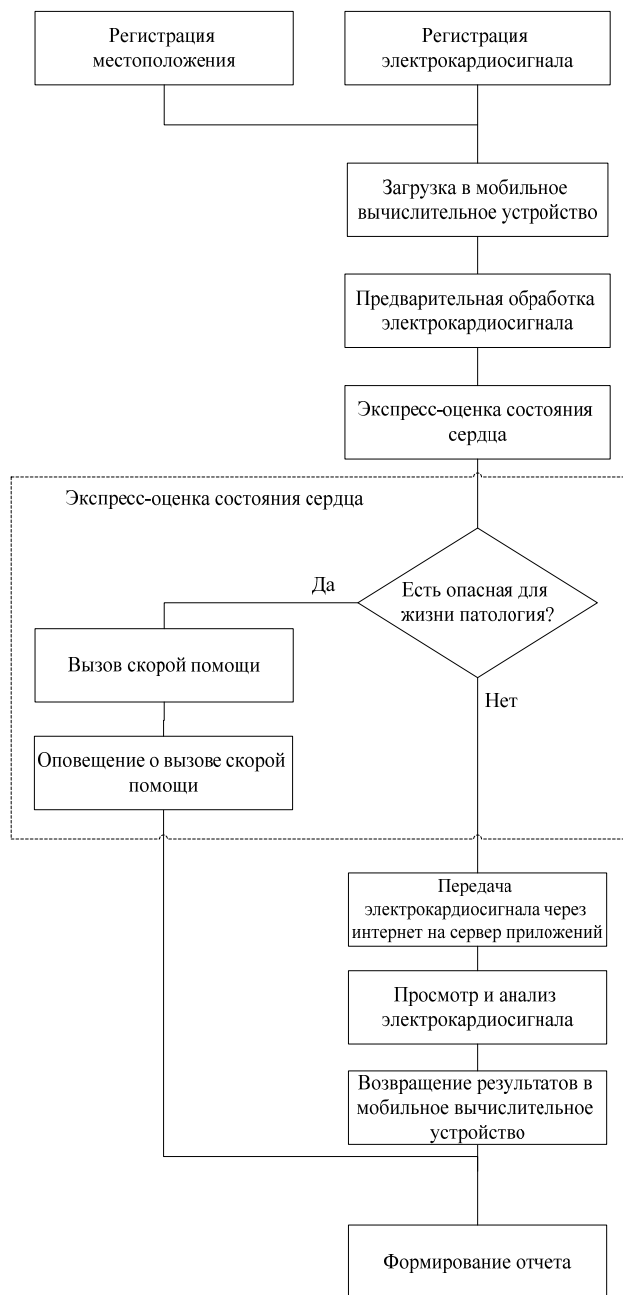 Регистрация
местоположения
Регистрация
электрокардиосигнала
Загрузка в мобильное
вычислительное устройство
Предварительная обработка
электрокардиосигнала
Экспресс-оценка состояния
сердца
Экспресс-оценка состояния сердца
Да
Есть опасная для
жизни патология?
Вызов скорой помощи
Нет
Оповещение о вызове скорой
помощи
Передача
электрокардиосигнала через
интернет на сервер приложений
Просмотр и анализ
электрокардиосигнала
Возвращение результатов в
мобильное вычислительное
устройство
Формирование отчета